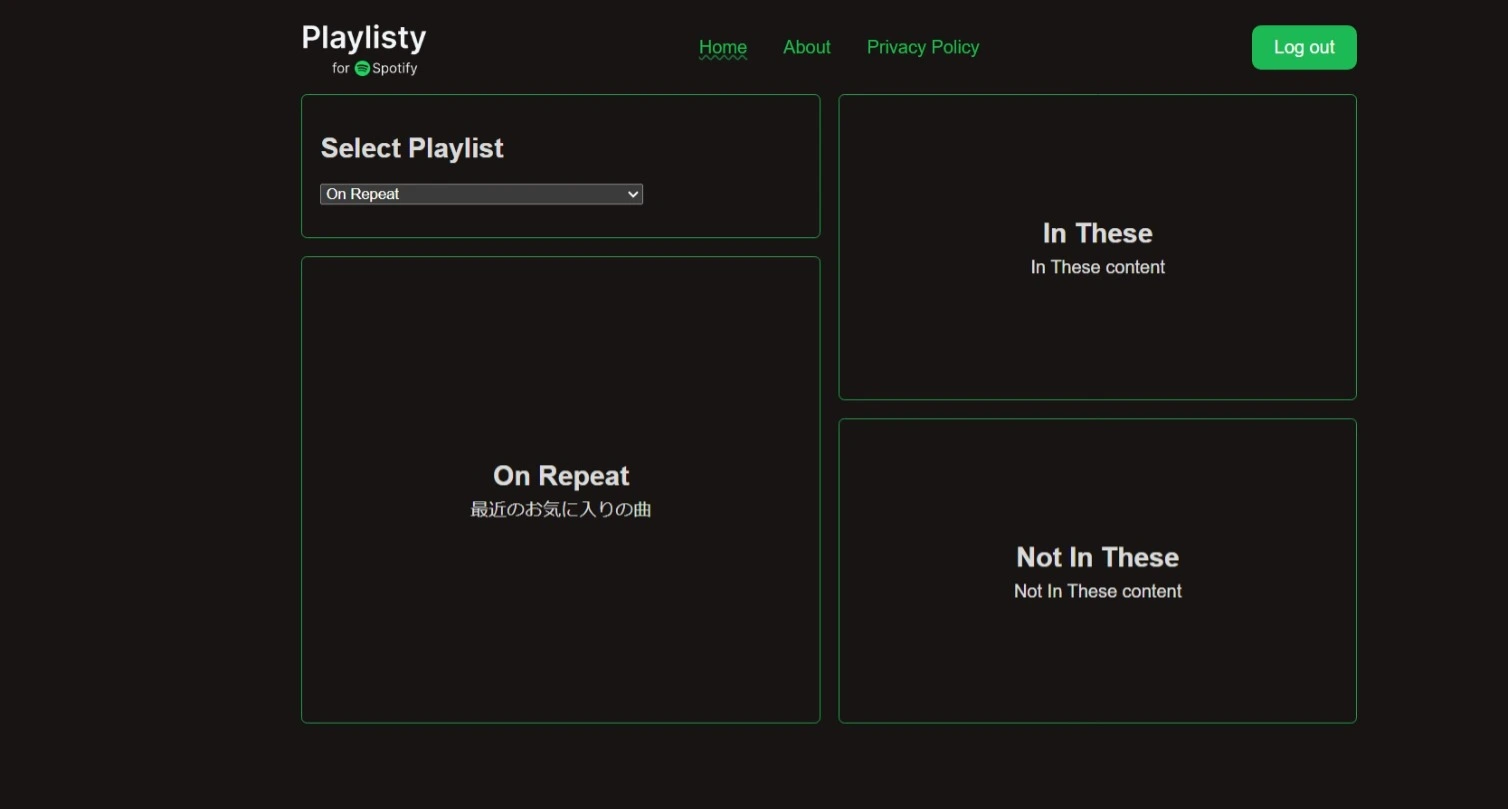 Playlisty
for Spotify
Home
About
Privacy Policy
Log out
Select Playlist
On Repeat
On Repeat
最近のお気に入りの曲
In These
In These content
Not In These
Not In These content